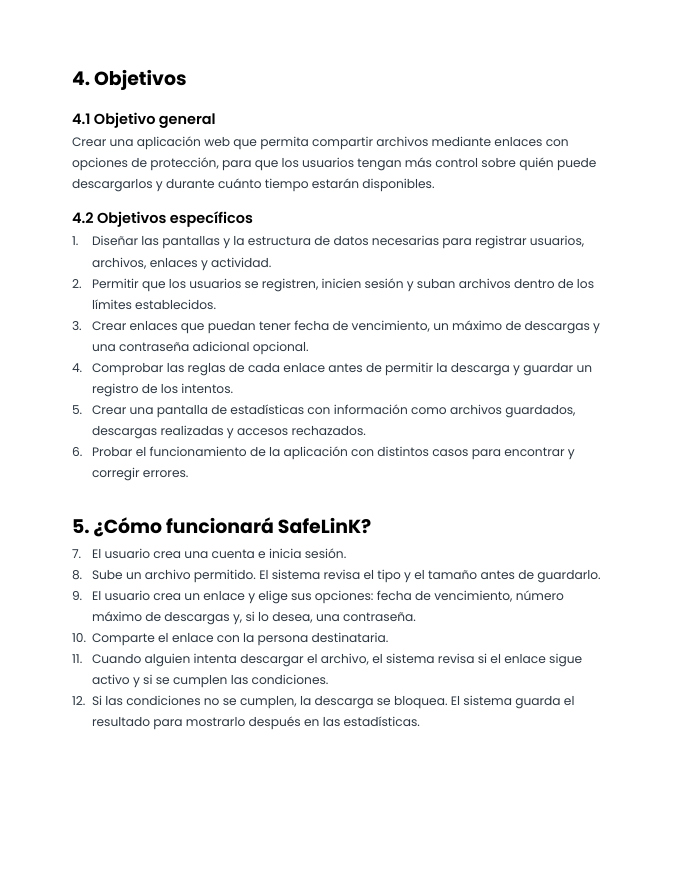 4. Objetivos
4.1 Objetivo general
Crear una aplicación web que permita compartir archivos mediante enlaces con
opciones de protección, para que los usuarios tengan más control sobre quién puede
descargarlos y durante cuánto tiempo estarán disponibles.
4.2 Objetivos específicos
1. Diseñar las pantallas y la estructura de datos necesarias para registrar usuarios,
archivos, enlaces y actividad.
2. Permitir que los usuarios se registren, inicien sesión y suban archivos dentro de los
límites establecidos.
3. Crear enlaces que puedan tener fecha de vencimiento, un máximo de descargas y
una contraseña adicional opcional.
4. Comprobar las reglas de cada enlace antes de permitir la descarga y guardar un
registro de los intentos.
5. Crear una pantalla de estadísticas con información como archivos guardados,
descargas realizadas y accesos rechazados.
6. Probar el funcionamiento de la aplicación con distintos casos para encontrar y
corregir errores.
5. ¿Cómo funcionará SafeLinK?
7. El usuario crea una cuenta e inicia sesión.
8. Sube un archivo permitido. El sistema revisa el tipo y el tamaño antes de guardarlo.
9. El usuario crea un enlace y elige sus opciones: fecha de vencimiento, número
máximo de descargas y, si lo desea, una contraseña.
10. Comparte el enlace con la persona destinataria.
11. Cuando alguien intenta descargar el archivo, el sistema revisa si el enlace sigue
activo y si se cumplen las condiciones.
12. Si las condiciones no se cumplen, la descarga se bloquea. El sistema guarda el
resultado para mostrarlo después en las estadísticas.